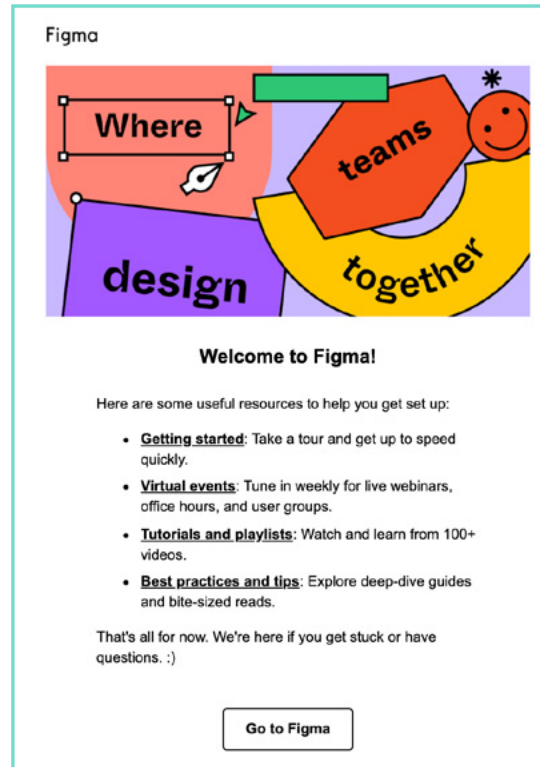 Figma
Where
teams
design
together
Welcome to Figma!
Here are some useful resources to help you get set up:
• Getting started: Take a tour and get up to speed
quickly.
• Virtual events: Tune in weekly for live webinars,
office hours, and user groups.
• Tutorials and playlists: Watch and learn from 100+
videos.
• Best practices and tips: Explore deep-dive guides
and bite-sized reads.
That's all for now. We're here if you get stuck or have
questions. :)
Go to Figma